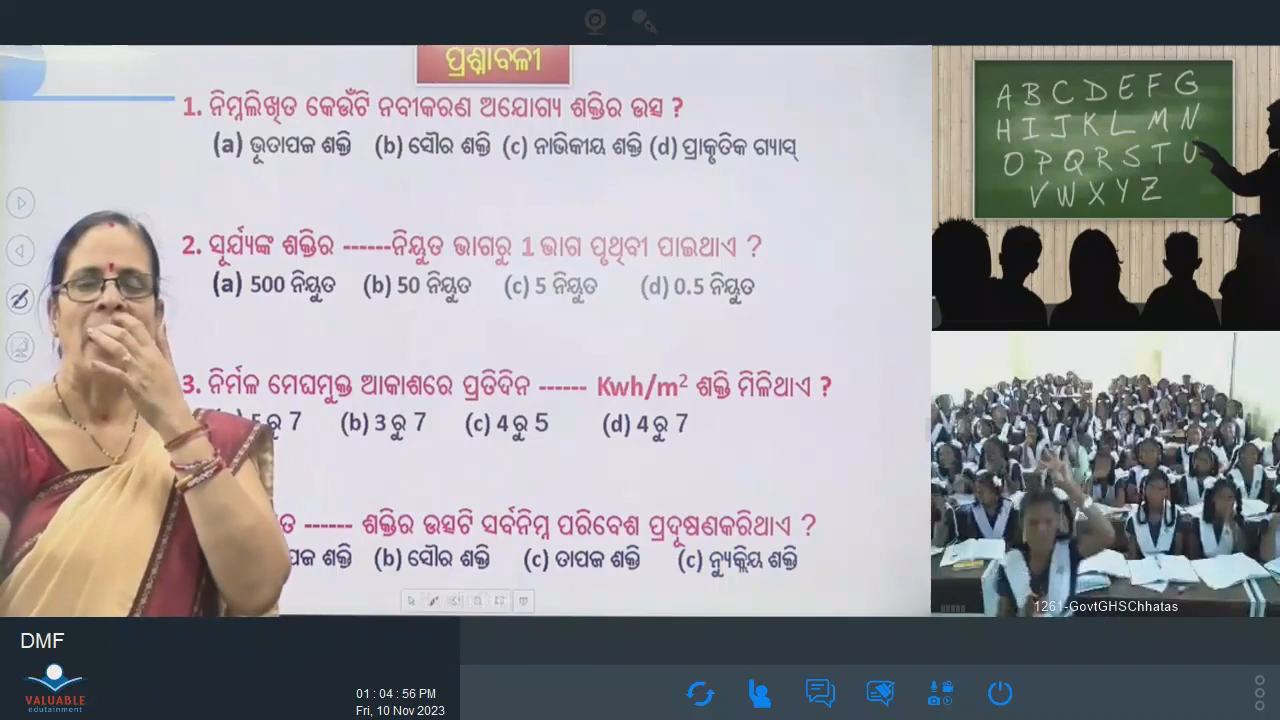 ପ୍ରଶ୍ନାବଳୀ
1. ନିମ୍ନଲିଖିତ କେଉଁଟି ନବୀକରଣ ଅଯୋଗ୍ୟ ଶକ୍ତିର ଉତ୍ସ ?
(a) ଭୂତାପଜ ଶକ୍ତି (b) ସୌର ଶକ୍ତି (c) ନାଭିକୀୟ ଶକ୍ତି (d) ପ୍ରାକୃତିକ ଗ୍ୟାସ୍
2. ସୂର୍ଯ୍ୟଙ୍କ ଶକ୍ତିର ------ନିୟୁତ ଭାଗରୁ 1 ଭାଗ ପୃଥିବୀ ପାଇଥାଏ ?
(a) 500 ନିୟୁତ (b) 50 ନିୟୁତ (c) 5 ନିୟୁତ (d) 0.5 ନିୟୁତ
3. ନିର୍ମଳ ମେଘମୁକ୍ତ ଆକାଶରେ ପ୍ରତିଦିନ ------ Kwh/m² ଶକ୍ତି ମିଳିଥାଏ ?
5 ରୁ 7 (b) 3 ରୁ 7 (c) 4 ରୁ 5 (d) 4 ରୁ 7
------ ଶକ୍ତିର ଉତ୍ସଟି ସର୍ବନିମ୍ନ ପରିବେଶ ପ୍ରଦୂଷଣକରିଥାଏ ?
ଶକ୍ତି (b) ସୌର ଶକ୍ତି (c) ତାପଜ ଶକ୍ତି (c) ନ୍ୟୁକ୍ଲିୟ ଶକ୍ତି
A B C D E F G
H I J K L M N
O P Q R S T U
V W X Y Z
1261-GovtGHSChhatas
DMF
VALUABLE
edutainment
01 : 04 : 56 PM
Fri, 10 Nov 2023